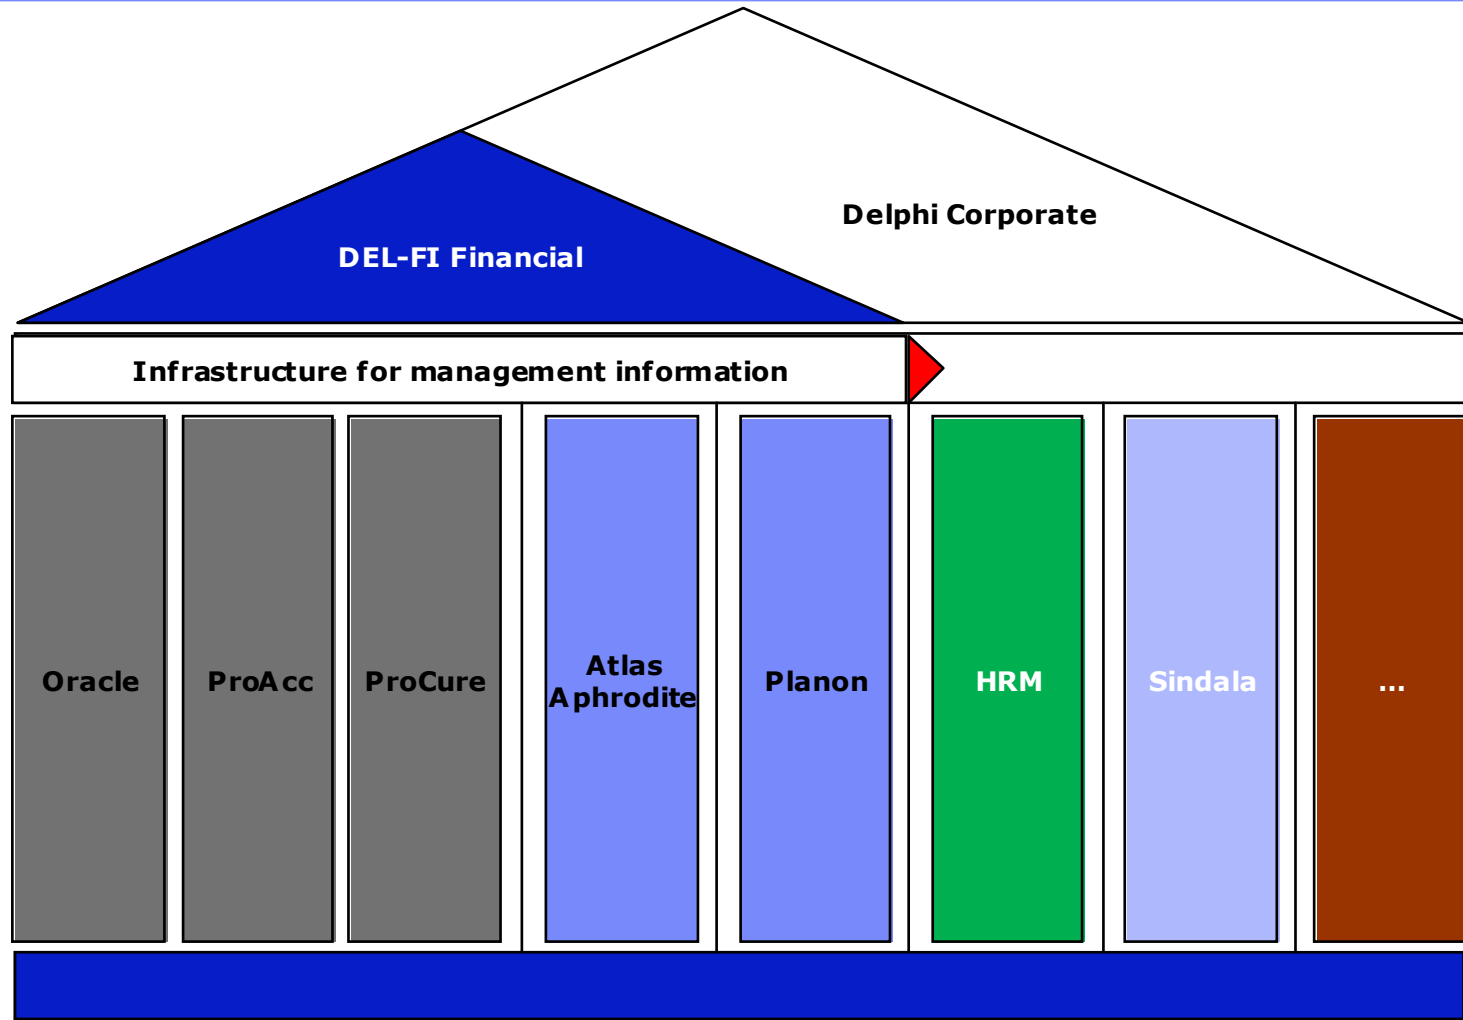 Delphi Corporate
DEL-FI Financial
Infrastructure for management information
Oracle
ProAcc
ProCure
Atlas
Aphrodite
Planon
HRM
Sindala
...